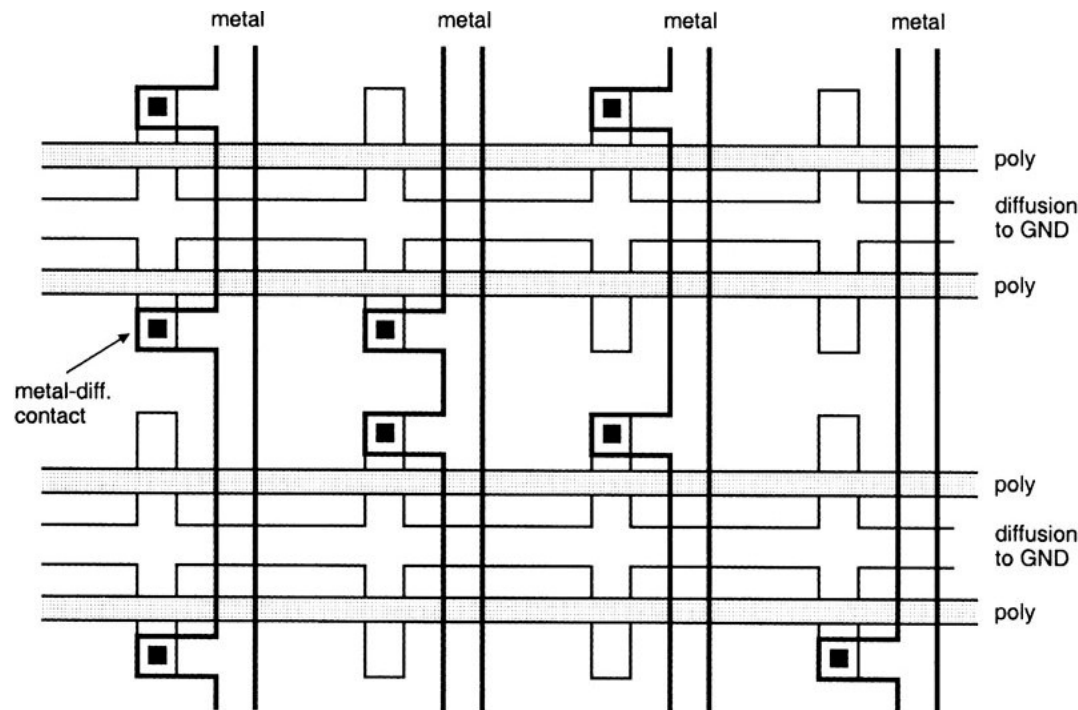 metal metal metal metal
poly
diffusion
to GND
poly
metal-diff.
contact
poly
diffusion
to GND
poly